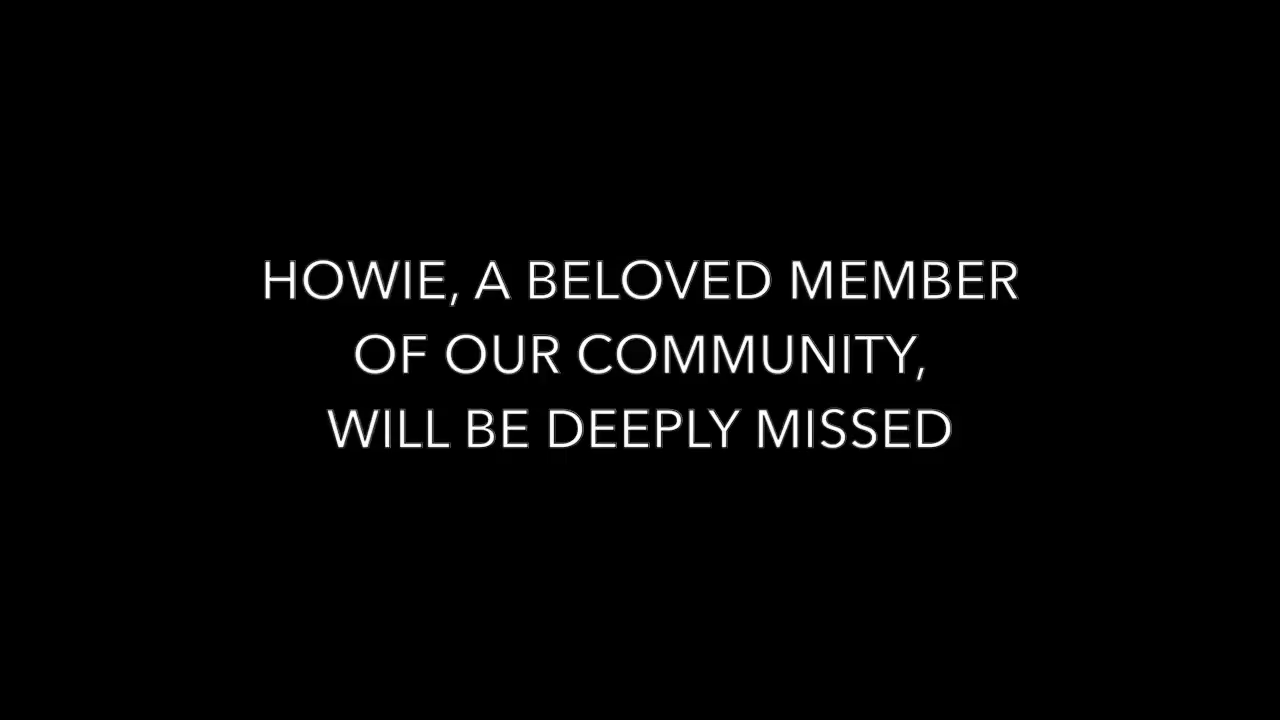 HOWIE, A BELOVED MEMBER
OF OUR COMMUNITY,
WILL BE DEEPLY MISSED